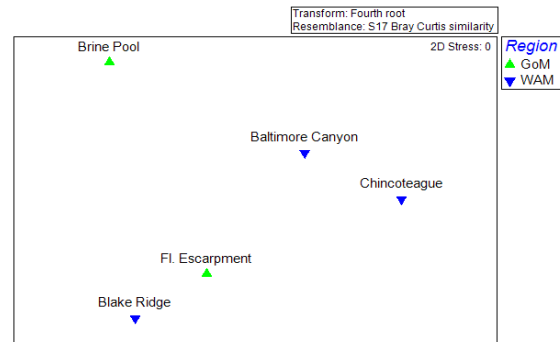 Transform: Fourth root
Resemblance: S17 Bray Curtis similarity
Brine Pool
2D Stress: 0
Region
GoM
WAM
Baltimore Canyon
Chincoteague
Fl. Escarpment
Blake Ridge